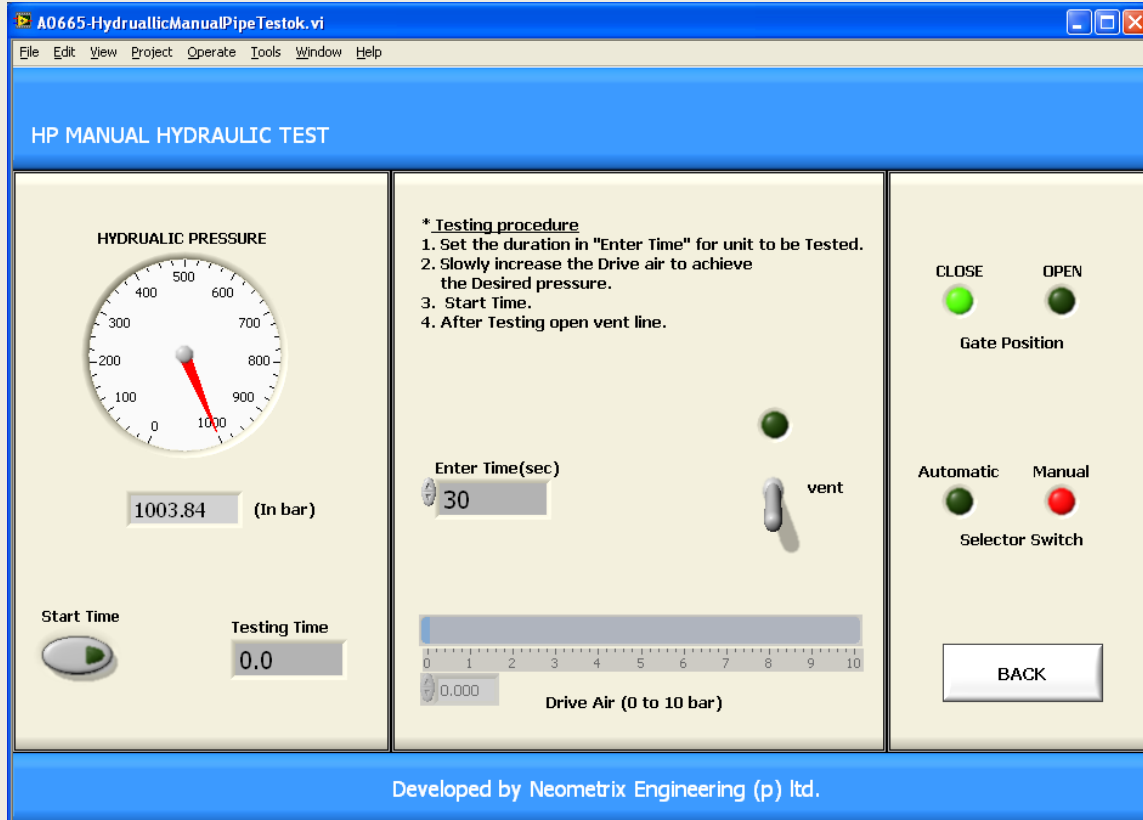 A0665-HydruallicManualPipeTestok.vi
File Edit View Project Operate Tools Window Help
HP MANUAL HYDRAULIC TEST
HYDRUALIC PRESSURE
0 100 200 300 400 500 600 700 800 900 1000
1003.84 (In bar)
Start Time
Testing Time
0.0
* Testing procedure
1. Set the duration in "Enter Time" for unit to be Tested.
2. Slowly increase the Drive air to achieve
the Desired pressure.
3. Start Time.
4. After Testing open vent line.
Enter Time(sec)
30
vent
0 1 2 3 4 5 6 7 8 9 10
0.000
Drive Air (0 to 10 bar)
CLOSE OPEN
Gate Position
Automatic Manual
Selector Switch
BACK
Developed by Neometrix Engineering (p) ltd.